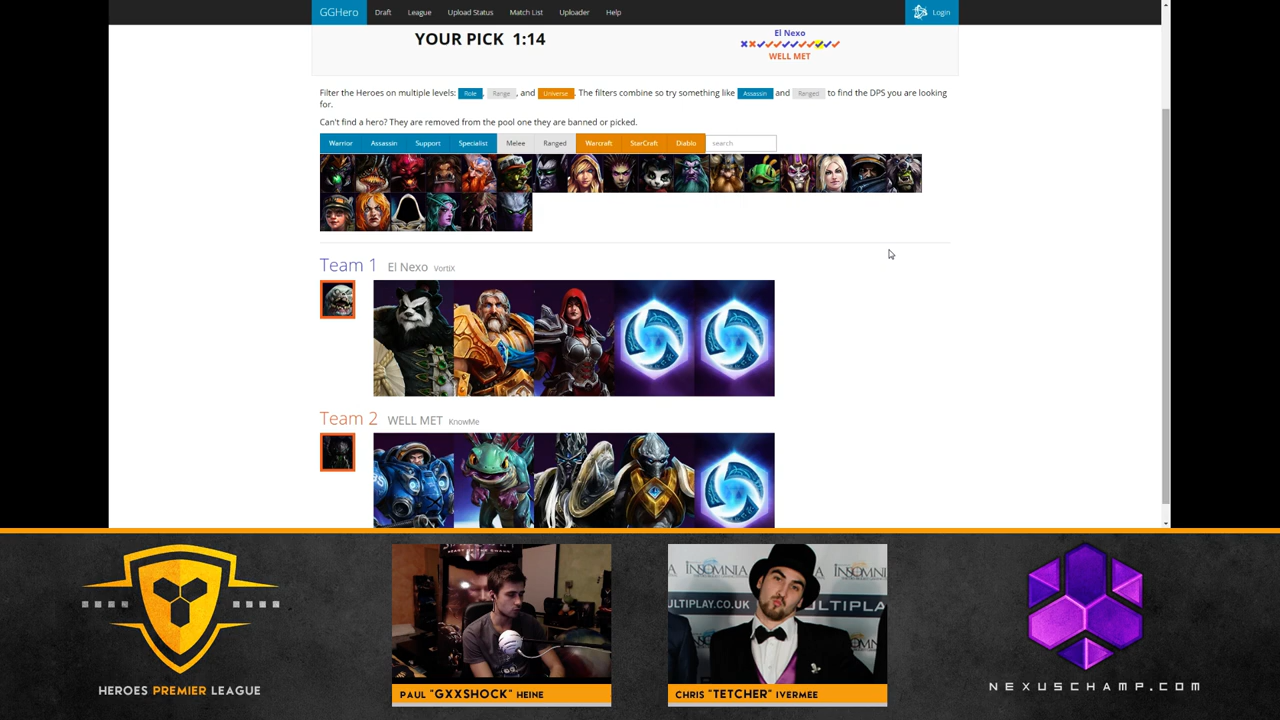 GGHero Draft League Upload Status Match List Uploader Help Login
YOUR PICK 1:14
El Nexo
WELL MET
Filter the Heroes on multiple levels: Role, Range, and Universe. The filters combine so try something like Assassin and Ranged to find the DPS you are looking
for.
Can't find a hero? They are removed from the pool one they are banned or picked.
Warrior Assassin Support Specialist Melee Ranged Warcraft StarCraft Diablo search
Team 1 El Nexo VortiX
Team 2 WELL MET KnowMe
INSOMNIA
MULTIPLAY.CO.UK
MULTIPLA
INSOMNIA
HEROES PREMIER LEAGUE
PAUL "GXXSHOCK" HEINE
CHRIS "TETCHER" IVERMEE
NEXUSCHAMP.COM